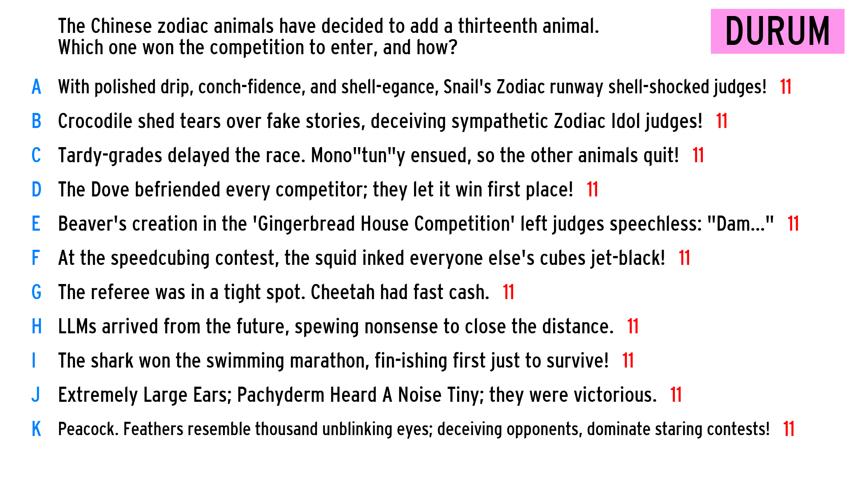 The Chinese zodiac animals have decided to add a thirteenth animal.
Which one won the competition to enter, and how?
DURUM
A With polished drip, conch-fidence, and shell-egance, Snail's Zodiac runway shell-shocked judges! 11
B Crocodile shed tears over fake stories, deceiving sympathetic Zodiac Idol judges! 11
C Tardy-grades delayed the race. Mono"tun"y ensued, so the other animals quit! 11
D The Dove befriended every competitor; they let it win first place! 11
E Beaver's creation in the 'Gingerbread House Competition' left judges speechless: "Dam..." 11
F At the speedcubing contest, the squid inked everyone else's cubes jet-black! 11
G The referee was in a tight spot. Cheetah had fast cash. 11
H LLMs arrived from the future, spewing nonsense to close the distance. 11
I The shark won the swimming marathon, fin-ishing first just to survive! 11
J Extremely Large Ears; Pachyderm Heard A Noise Tiny; they were victorious. 11
K Peacock. Feathers resemble thousand unblinking eyes; deceiving opponents, dominate staring contests! 11